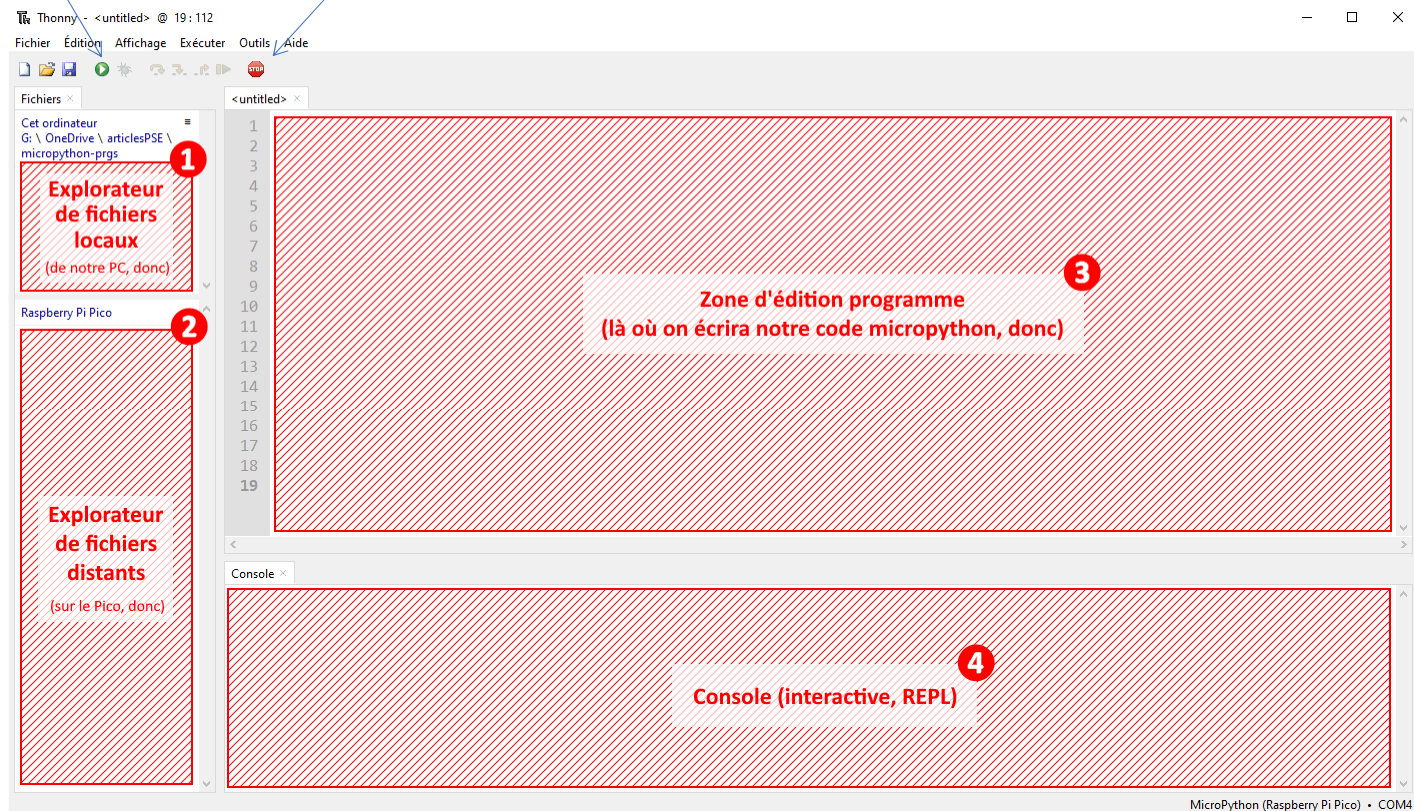 Thonny - <untitled> @ 19 : 112
Fichier Édition Affichage Exécuter Outils Aide
STOP
Fichiers ×
<untitled> ×
Cet ordinateur
G: \ OneDrive \ articlesPSE \
micropython-prgs
1
Explorateur
de fichiers
locaux
(de notre PC, donc)
Raspberry Pi Pico
2
Explorateur
de fichiers
distants
(sur le Pico, donc)
1
2
3
4
5
6
7
8
9
10
11
12
13
14
15
16
17
18
19
3
Zone d'édition programme
(là où on écrira notre code micropython, donc)
Console ×
4
Console (interactive, REPL)
MicroPython (Raspberry Pi Pico) • COM4